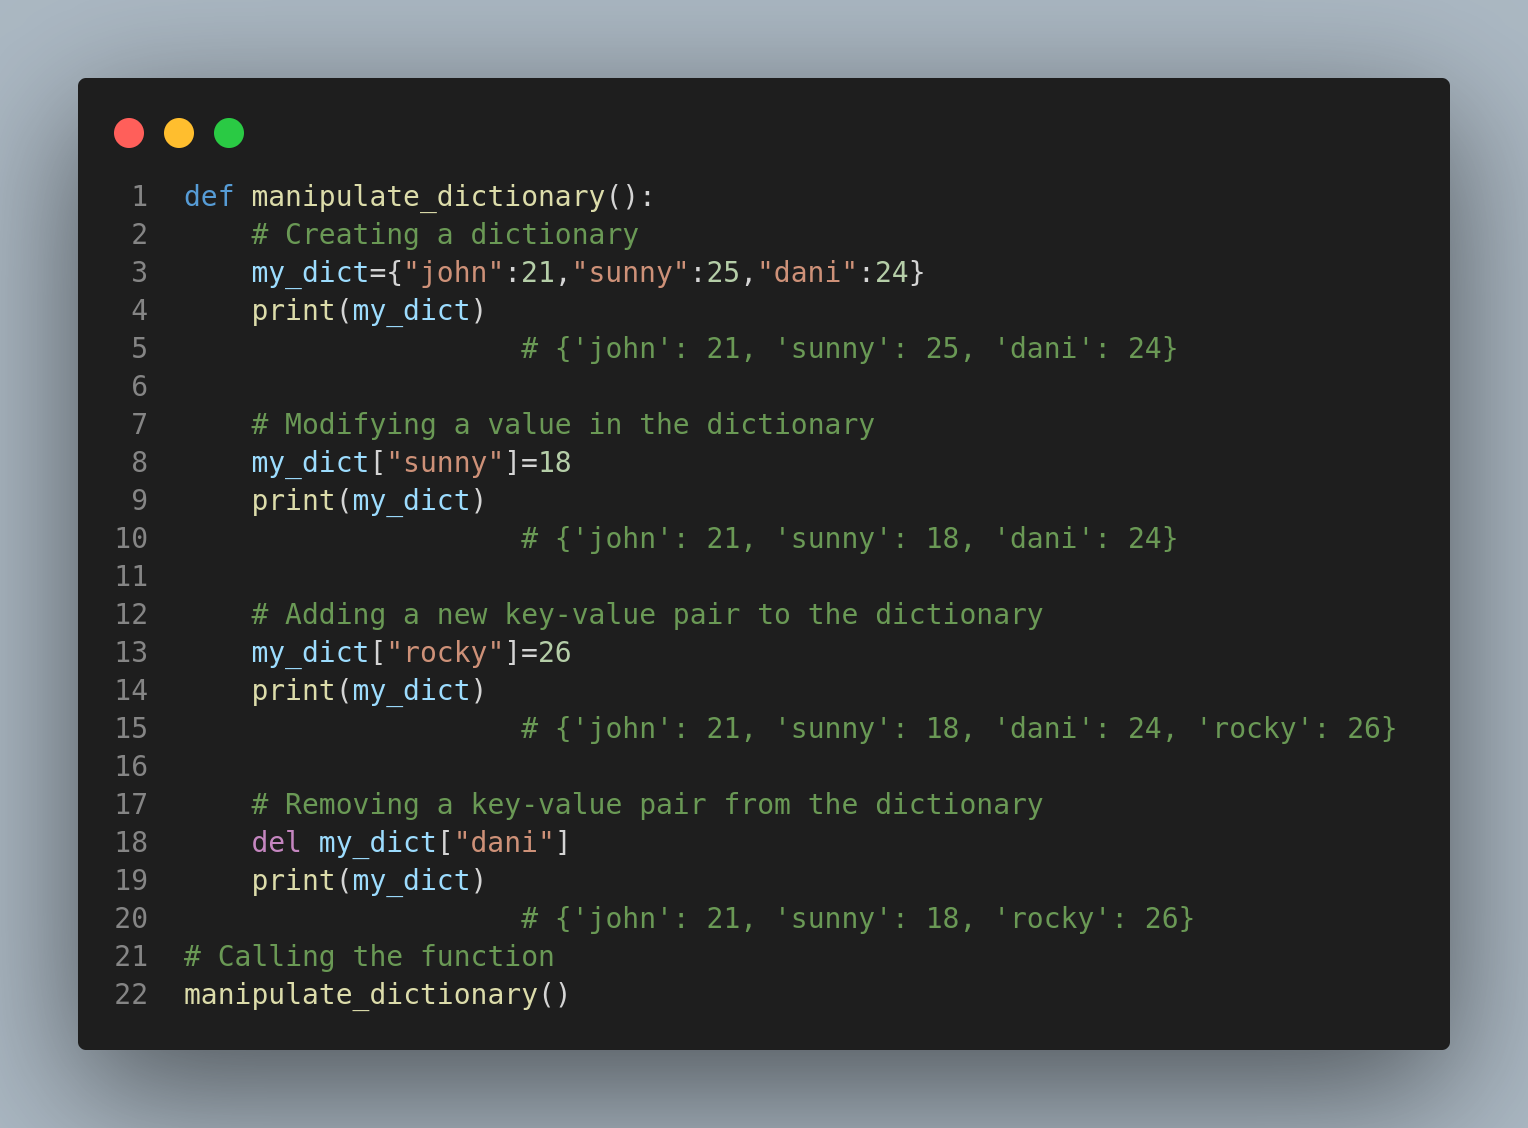 1 def manipulate_dictionary():
2     # Creating a dictionary
3     my_dict={"john":21,"sunny":25,"dani":24}
4     print(my_dict)
5                     # {'john': 21, 'sunny': 25, 'dani': 24}
6
7     # Modifying a value in the dictionary
8     my_dict["sunny"]=18
9     print(my_dict)
10                     # {'john': 21, 'sunny': 18, 'dani': 24}
11
12     # Adding a new key-value pair to the dictionary
13     my_dict["rocky"]=26
14     print(my_dict)
15                     # {'john': 21, 'sunny': 18, 'dani': 24, 'rocky': 26}
16
17     # Removing a key-value pair from the dictionary
18     del my_dict["dani"]
19     print(my_dict)
20                     # {'john': 21, 'sunny': 18, 'rocky': 26}
21 # Calling the function
22 manipulate_dictionary()